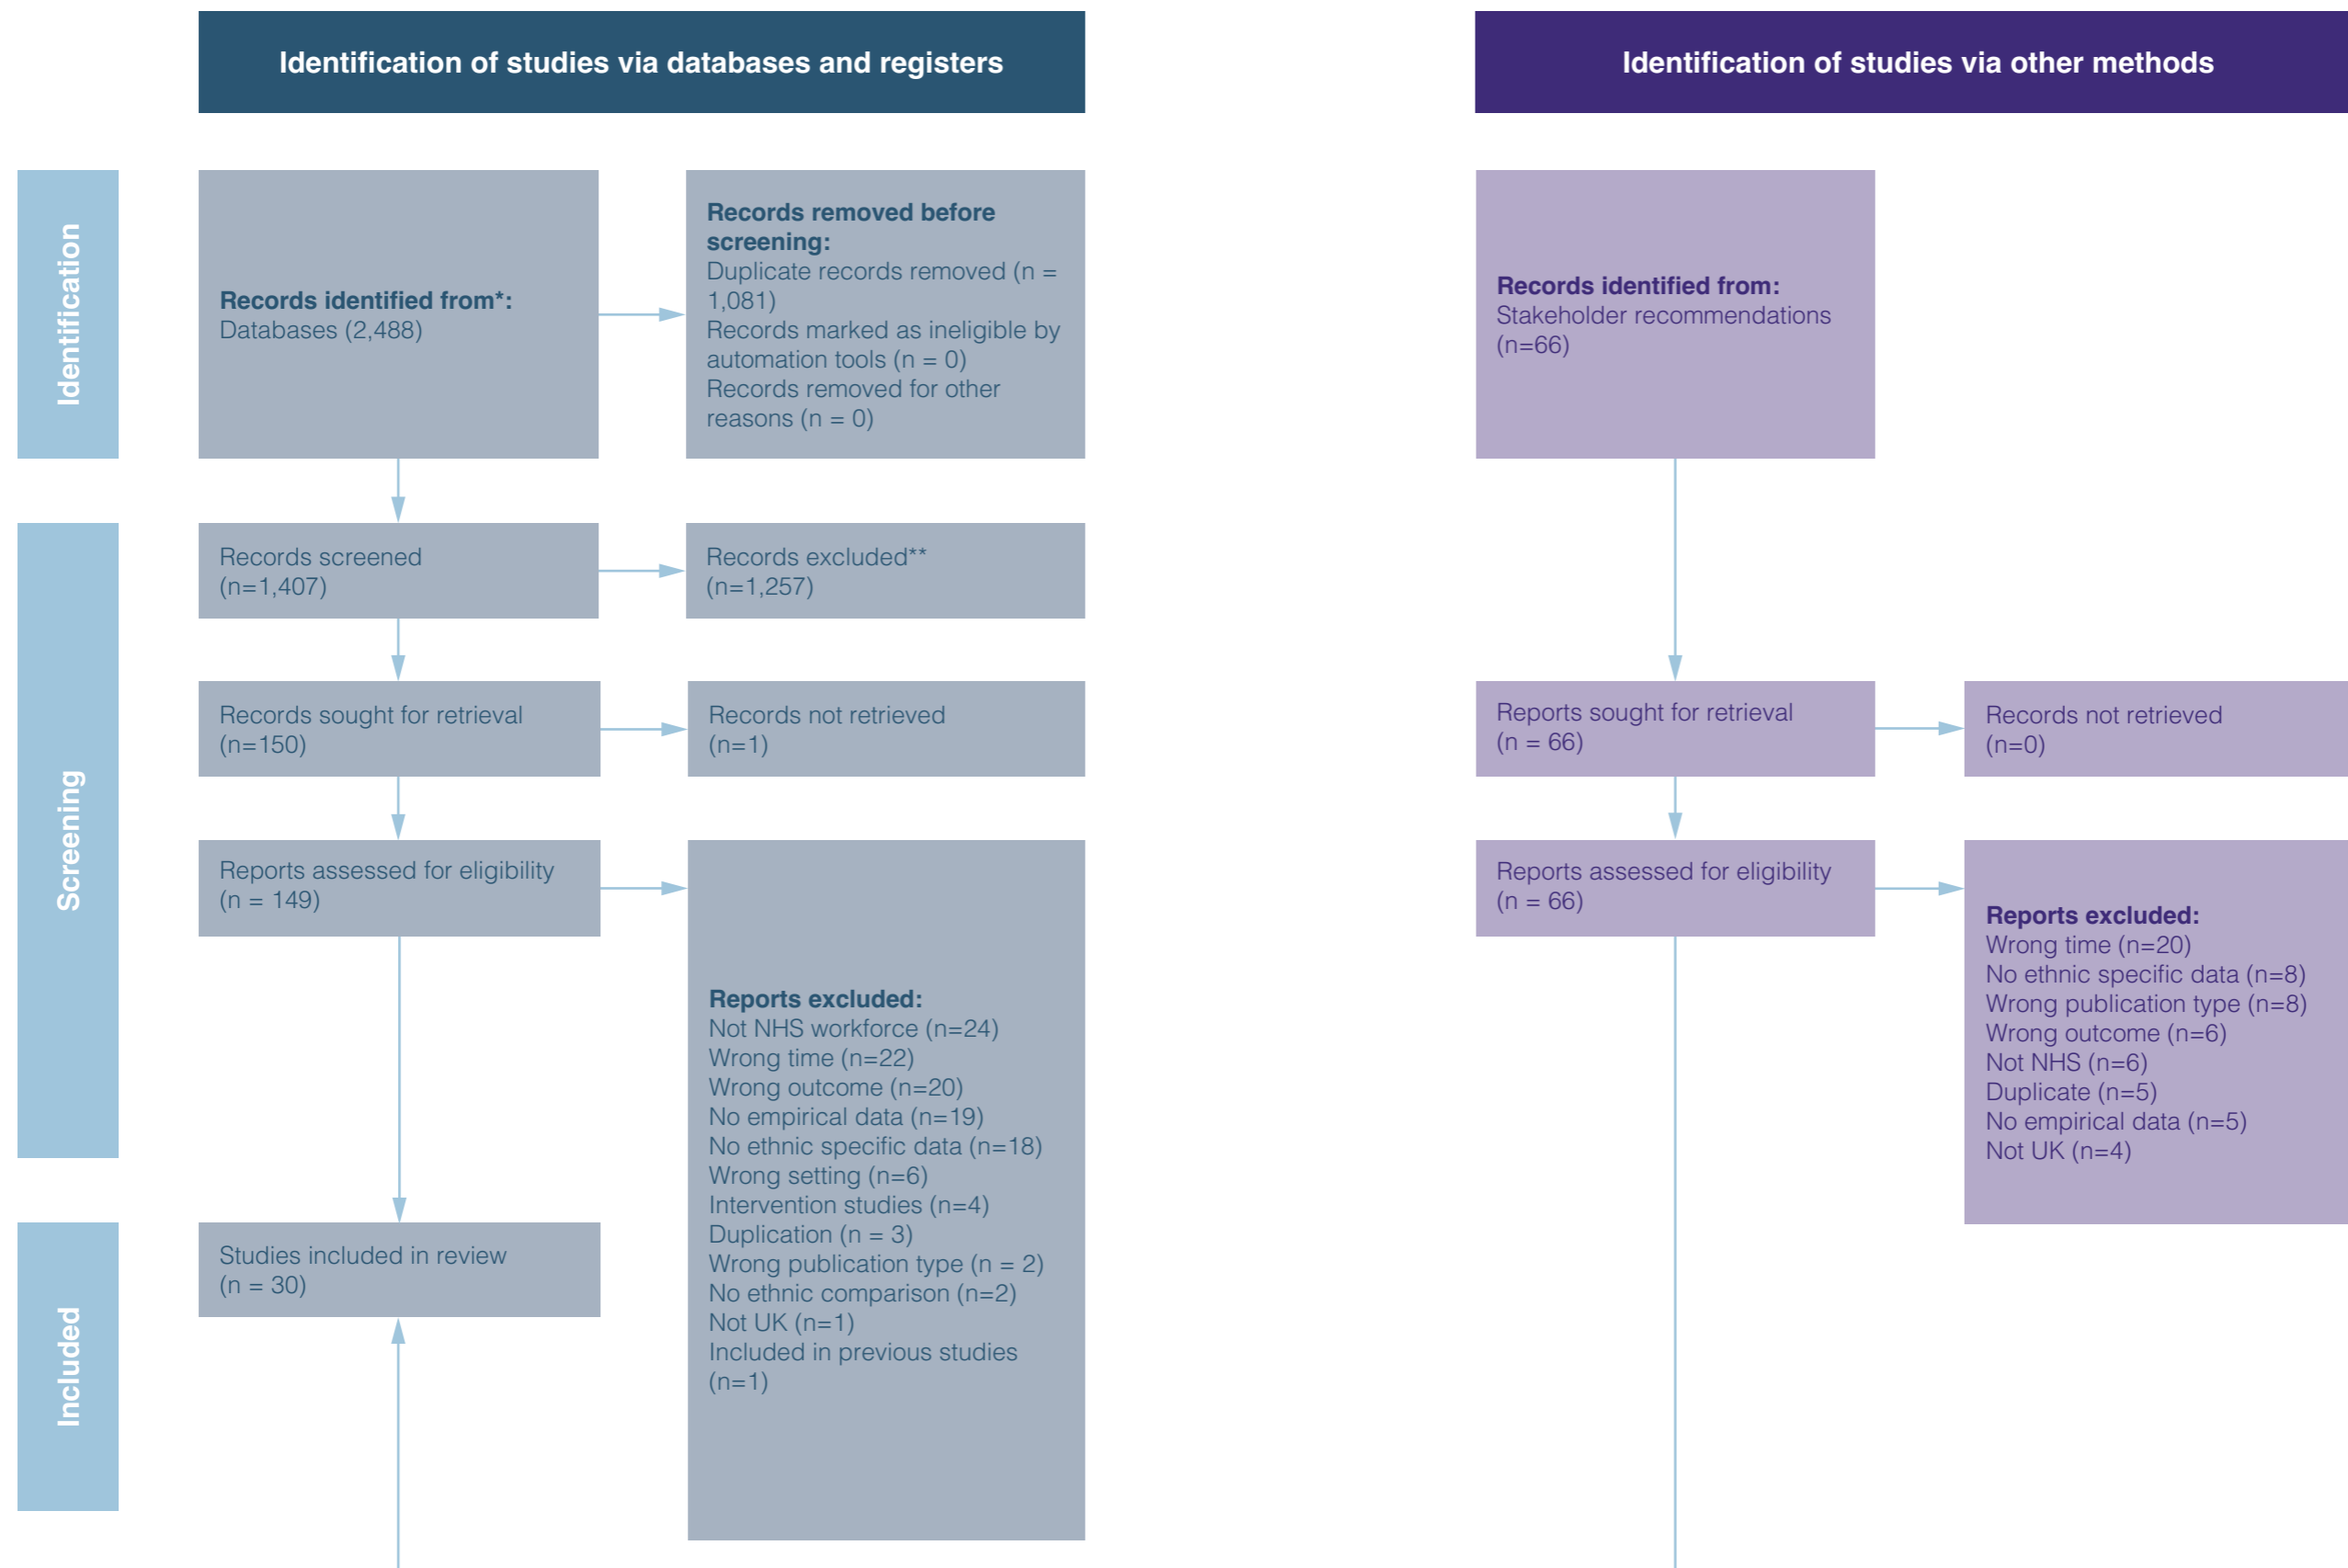 Identification of studies via databases and registers
Identification of studies via other methods
Identification
Records identified from*:
Databases (2,488)
Records removed before
screening:
Duplicate records removed (n =
1,081)
Records marked as ineligible by
automation tools (n = 0)
Records removed for other
reasons (n = 0)
Records identified from:
Stakeholder recommendations
(n=66)
Screening
Records screened
(n=1,407)
Records excluded**
(n=1,257)
Records sought for retrieval
(n=150)
Records not retrieved
(n=1)
Reports sought for retrieval
(n = 66)
Records not retrieved
(n=0)
Reports assessed for eligibility
(n = 149)
Reports excluded:
Not NHS workforce (n=24)
Wrong time (n=22)
Wrong outcome (n=20)
No empirical data (n=19)
No ethnic specific data (n=18)
Wrong setting (n=6)
Intervention studies (n=4)
Duplication (n = 3)
Wrong publication type (n = 2)
No ethnic comparison (n=2)
Not UK (n=1)
Included in previous studies
(n=1)
Reports assessed for eligibility
(n = 66)
Reports excluded:
Wrong time (n=20)
No ethnic specific data (n=8)
Wrong publication type (n=8)
Wrong outcome (n=6)
Not NHS (n=6)
Duplicate (n=5)
No empirical data (n=5)
Not UK (n=4)
Included
Studies included in review
(n = 30)